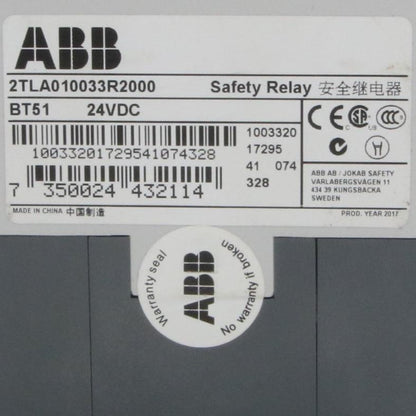 ABB
2TLA010033R2000 Safety Relay 安全继电器
BT51 24VDC
10033201729541074328
7 350024 432114
1003320
17295
41 074
328
ABB AB / JOKAB SAFETY
VARLABERGSVÄGEN 11
434 39 KUNGSBACKA
SWEDEN
MADE IN CHINA 中国制造
PROD. YEAR 2017
Warranty seal
ABB
No warranty if broken